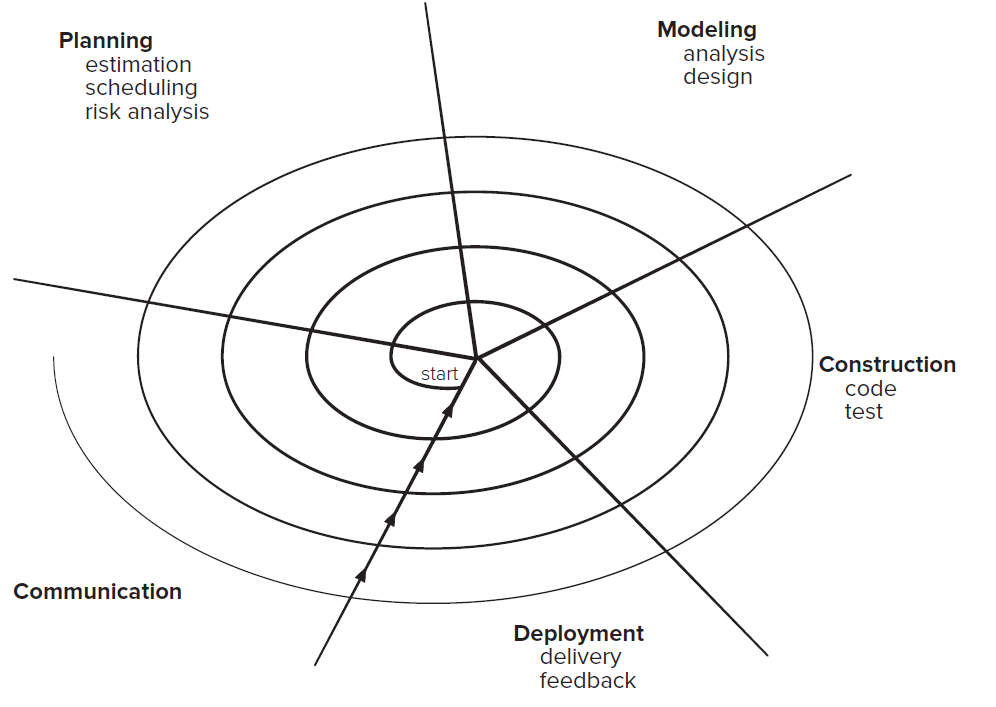 Planning
estimation
scheduling
risk analysis
Modeling
analysis
design
start
Construction
code
test
Communication
Deployment
delivery
feedback